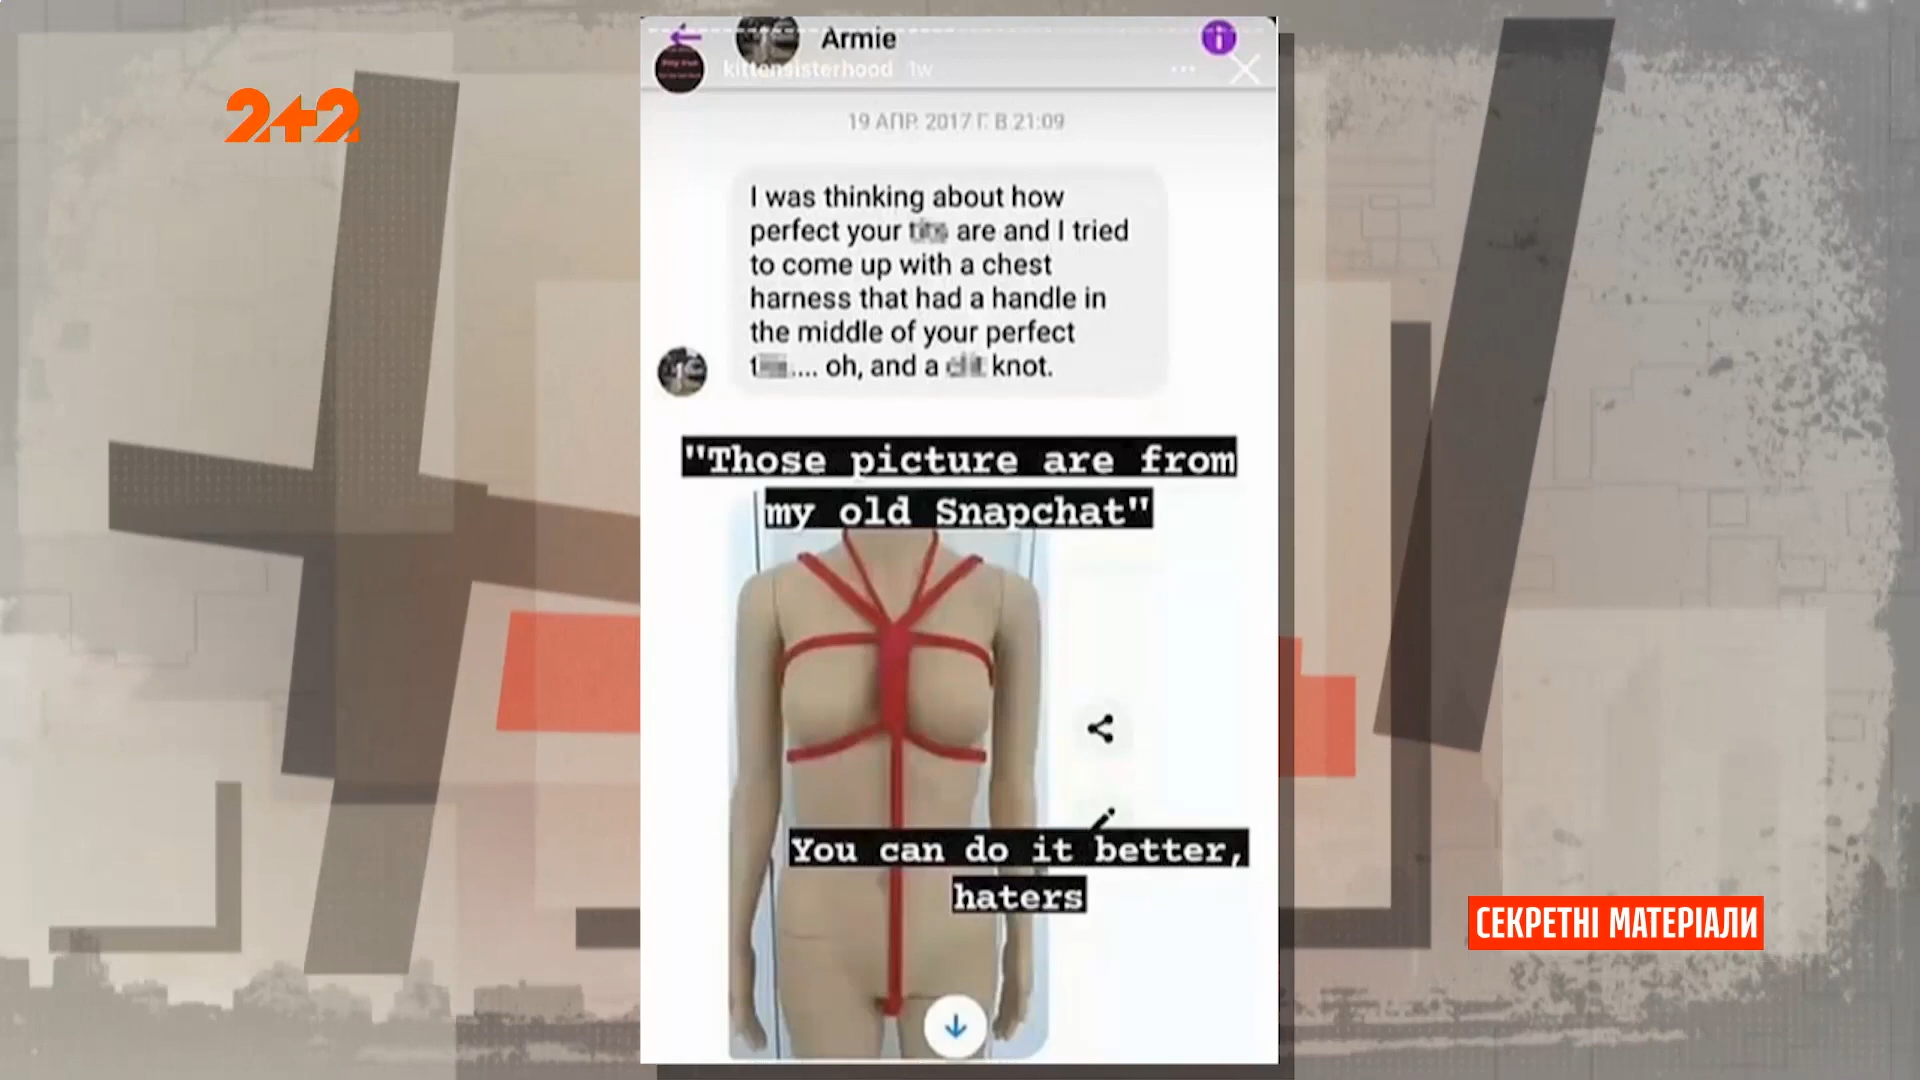 2+2
Armie
kittensisterhood 1w
19 АПР. 2017 Г. В 21:09
I was thinking about how
perfect your are and I tried
to come up with a chest
harness that had a handle in
the middle of your perfect
.... oh, and a knot.
"Those picture are from
my old Snapchat"
You can do it better,
haters
СЕКРЕТНІ МАТЕРІАЛИ